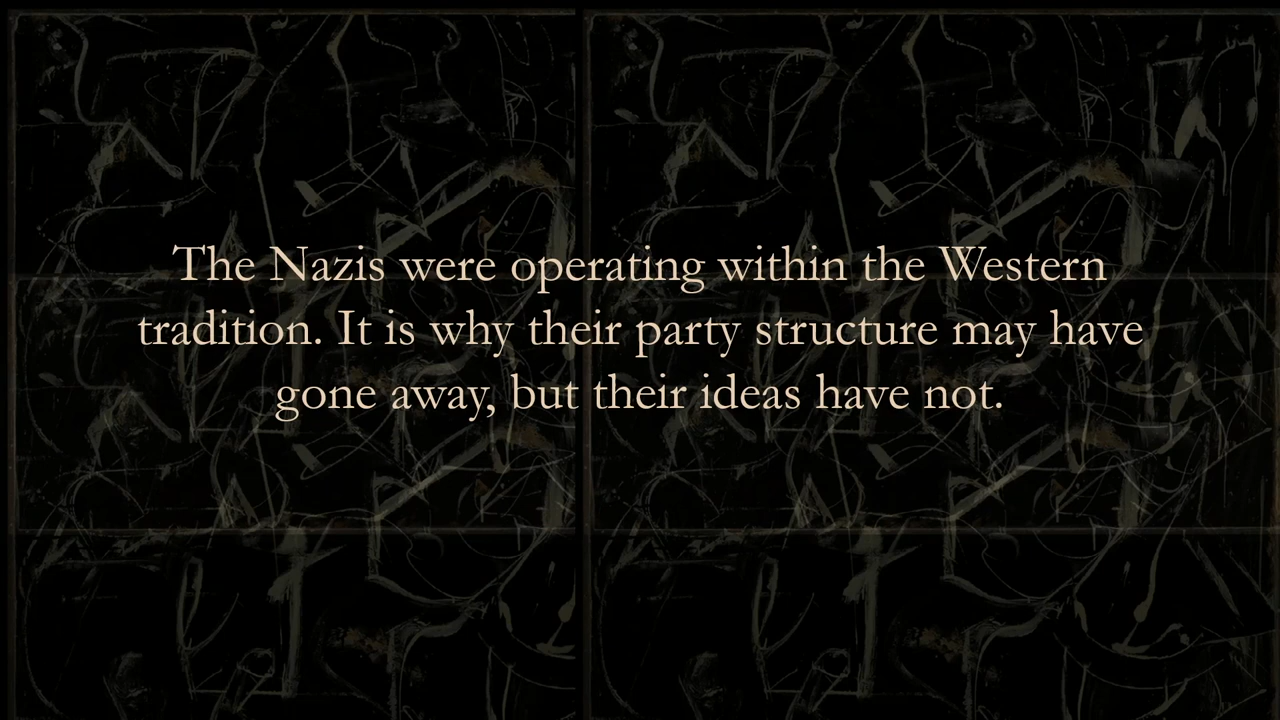 The Nazis were operating within the Western
tradition. It is why their party structure may have
gone away, but their ideas have not.